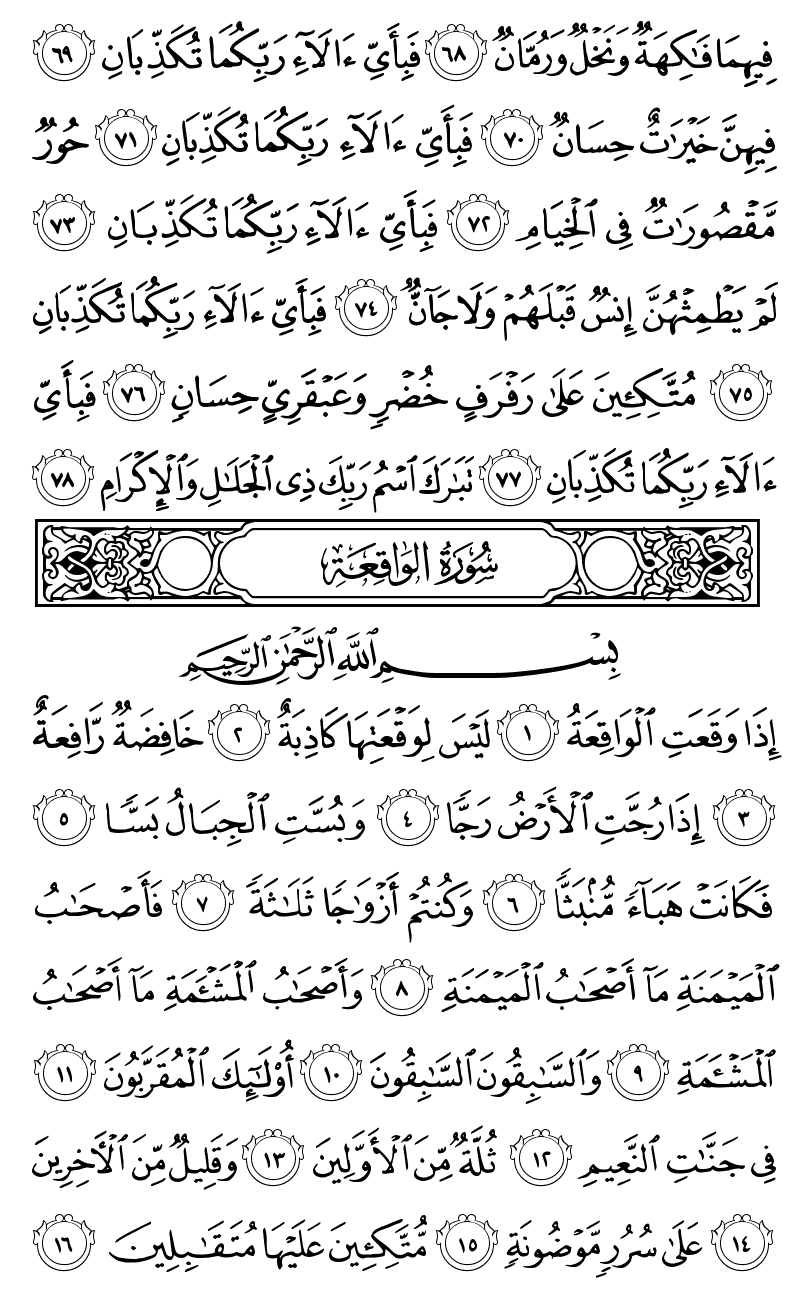 فِيهِمَا فَٰكِهَةٌ وَنَخْلٌ وَرُمَّانٌ ٦٨ فَبِأَيِّ ءَالَآءِ رَبِّكُمَا تُكَذِّبَانِ ٦٩
فِيهِنَّ خَيْرَٰتٌ حِسَانٌ ٧٠ فَبِأَيِّ ءَالَآءِ رَبِّكُمَا تُكَذِّبَانِ ٧١ حُورٌ
مَّقْصُورَٰتٌ فِى ٱلْخِيَامِ ٧٢ فَبِأَيِّ ءَالَآءِ رَبِّكُمَا تُكَذِّبَانِ ٧٣
لَمْ يَطْمِثْهُنَّ إِنسٌ قَبْلَهُمْ وَلَا جَآنٌّ ٧٤ فَبِأَيِّ ءَالَآءِ رَبِّكُمَا تُكَذِّبَانِ
٧٥ مُتَّكِـِٔينَ عَلَىٰ رَفْرَفٍ خُضْرٍ وَعَبْقَرِيٍّ حِسَانٍ ٧٦ فَبِأَيِّ
ءَالَآءِ رَبِّكُمَا تُكَذِّبَانِ ٧٧ تَبَٰرَكَ ٱسْمُ رَبِّكَ ذِى ٱلْجَلَٰلِ وَٱلْإِكْرَامِ ٧٨
سُورَةُ الوَاقِعَةِ
بِسْمِ ٱللَّهِ ٱلرَّحْمَٰنِ ٱلرَّحِيمِ
إِذَا وَقَعَتِ ٱلْوَاقِعَةُ ١ لَيْسَ لِوَقْعَتِهَا كَاذِبَةٌ ٢ خَافِضَةٌ رَّافِعَةٌ
٣ إِذَا رُجَّتِ ٱلْأَرْضُ رَجًّا ٤ وَبُسَّتِ ٱلْجِبَالُ بَسًّا ٥
فَكَانَتْ هَبَآءً مُّنۢبَثًّا ٦ وَكُنتُمْ أَزْوَٰجًا ثَلَٰثَةً ٧ فَأَصْحَٰبُ
ٱلْمَيْمَنَةِ مَآ أَصْحَٰبُ ٱلْمَيْمَنَةِ ٨ وَأَصْحَٰبُ ٱلْمَشْـَٔمَةِ مَآ أَصْحَٰبُ
ٱلْمَشْـَٔمَةِ ٩ وَٱلسَّٰبِقُونَ ٱلسَّٰبِقُونَ ١٠ أُو۟لَٰٓئِكَ ٱلْمُقَرَّبُونَ ١١
فِى جَنَّٰتِ ٱلنَّعِيمِ ١٢ ثُلَّةٌ مِّنَ ٱلْأَوَّلِينَ ١٣ وَقَلِيلٌ مِّنَ ٱلْءَاخِرِينَ
١٤ عَلَىٰ سُرُرٍ مَّوْضُونَةٍ ١٥ مُّتَّكِـِٔينَ عَلَيْهَا مُتَقَٰبِلِينَ ١٦